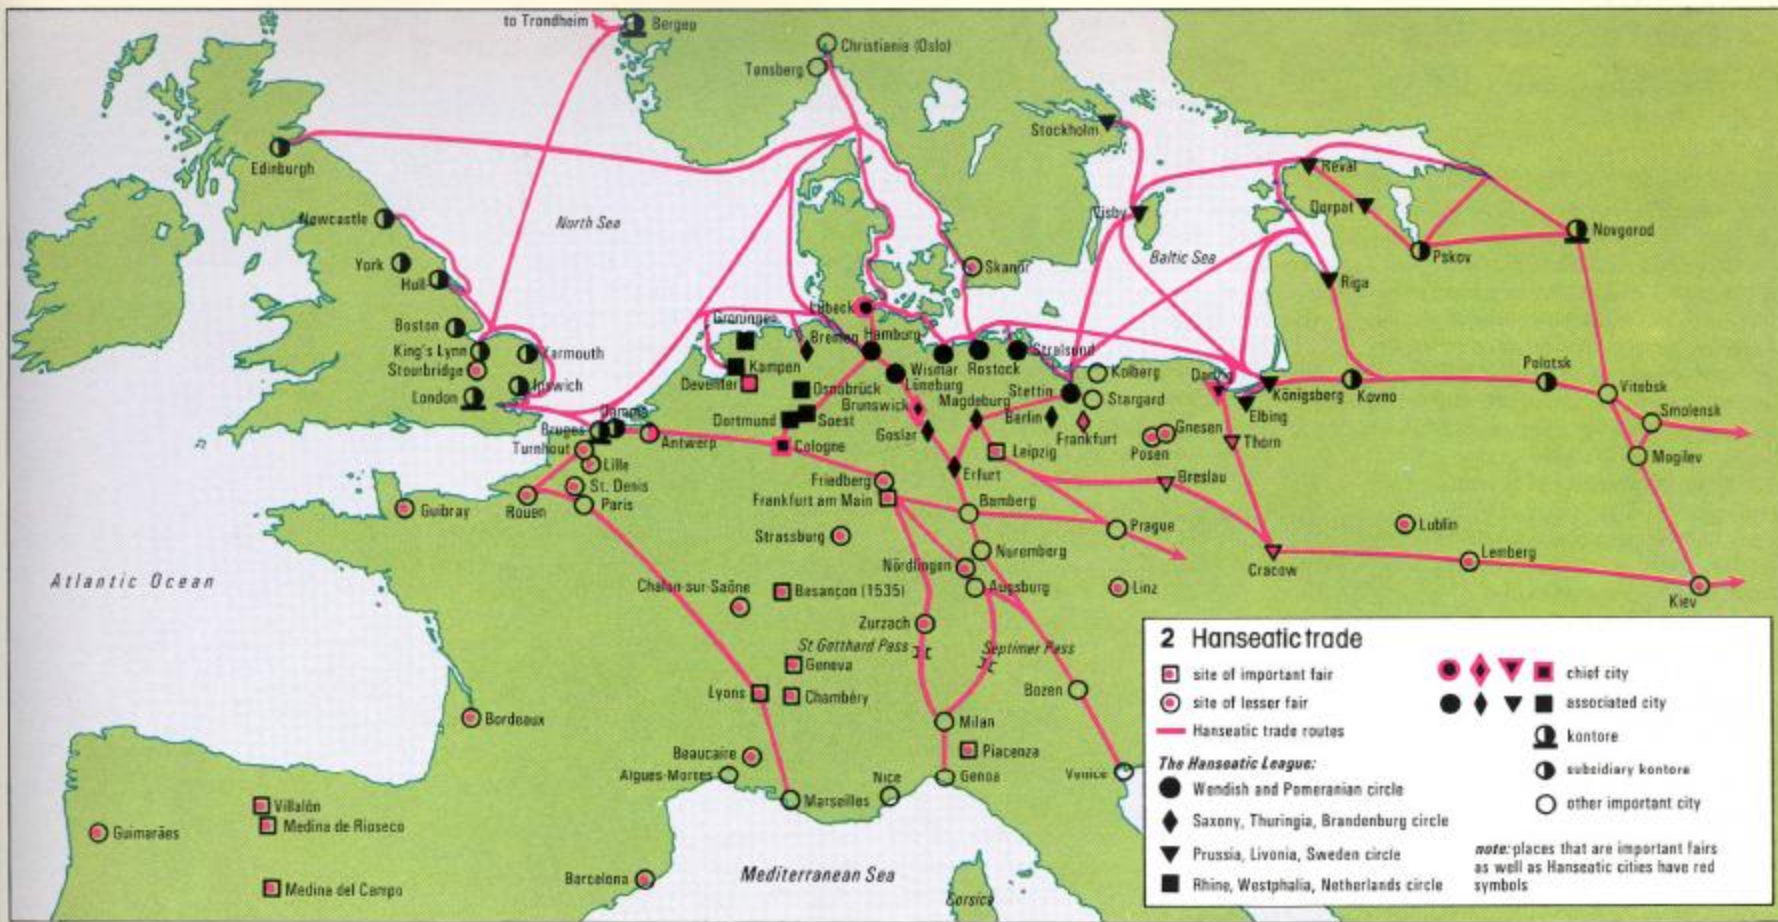 to Trondheim
Bergen
Christiania (Oslo)
Tønsberg
Stockholm
Edinburgh
Reval
Dorpat
Visby
Newcastle
North Sea
Novgorod
Pskov
York
Baltic Sea
Skanör
Hull
Riga
Lübeck
Groningen
Boston
Bremen
Hamburg
King's Lynn
Yarmouth
Stralsund
Stourbridge
Kampen
Wismar
Rostock
Kolberg
Polotsk
Deventer
Osnabrück
Lüneburg
Danzig
Ipswich
Stettin
Königsberg
Kovno
Vitebsk
London
Brunswick
Magdeburg
Stargard
Elbing
Smolensk
Damme
Dortmund
Soest
Berlin
Bruges
Goslar
Frankfurt
Gnesen
Antwerp
Cologne
Thorn
Turnhout
Leipzig
Posen
Mogilev
Lille
Friedberg
Erfurt
Breslau
St. Denis
Frankfurt am Main
Guibray
Rouen
Paris
Bamberg
Lublin
Strassburg
Prague
Nuremberg
Lemberg
Nördlingen
Cracow
Atlantic Ocean
Chalon-sur-Saône
Besançon (1535)
Augsburg
Linz
Kiev
Zurzach
St Gotthard Pass
Septimer Pass
Geneva
Lyons
Chambéry
Bozen
Bordeaux
Milan
Beaucaire
Piacenza
Aigues-Mortes
Nice
Genoa
Venice
Marseilles
Villalón
Medina de Rioseco
Guimarães
Barcelona
Mediterranean Sea
Medina del Campo
Corsica
2 Hanseatic trade
site of important fair
site of lesser fair
Hanseatic trade routes
The Hanseatic League:
Wendish and Pomeranian circle
Saxony, Thuringia, Brandenburg circle
Prussia, Livonia, Sweden circle
Rhine, Westphalia, Netherlands circle
chief city
associated city
kontore
subsidiary kontore
other important city
note: places that are important fairs
as well as Hanseatic cities have red
symbols